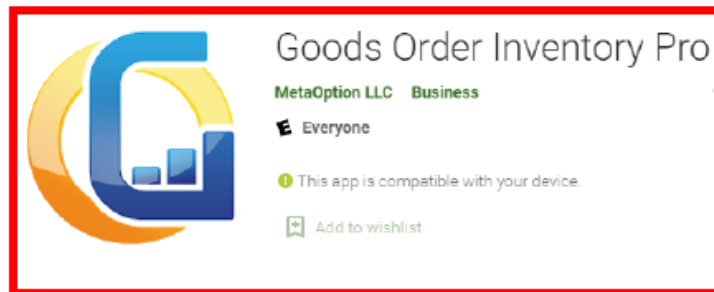 Goods Order Inventory Pro
MetaOption LLC Business
E Everyone
This app is compatible with your device.
Add to wishlist